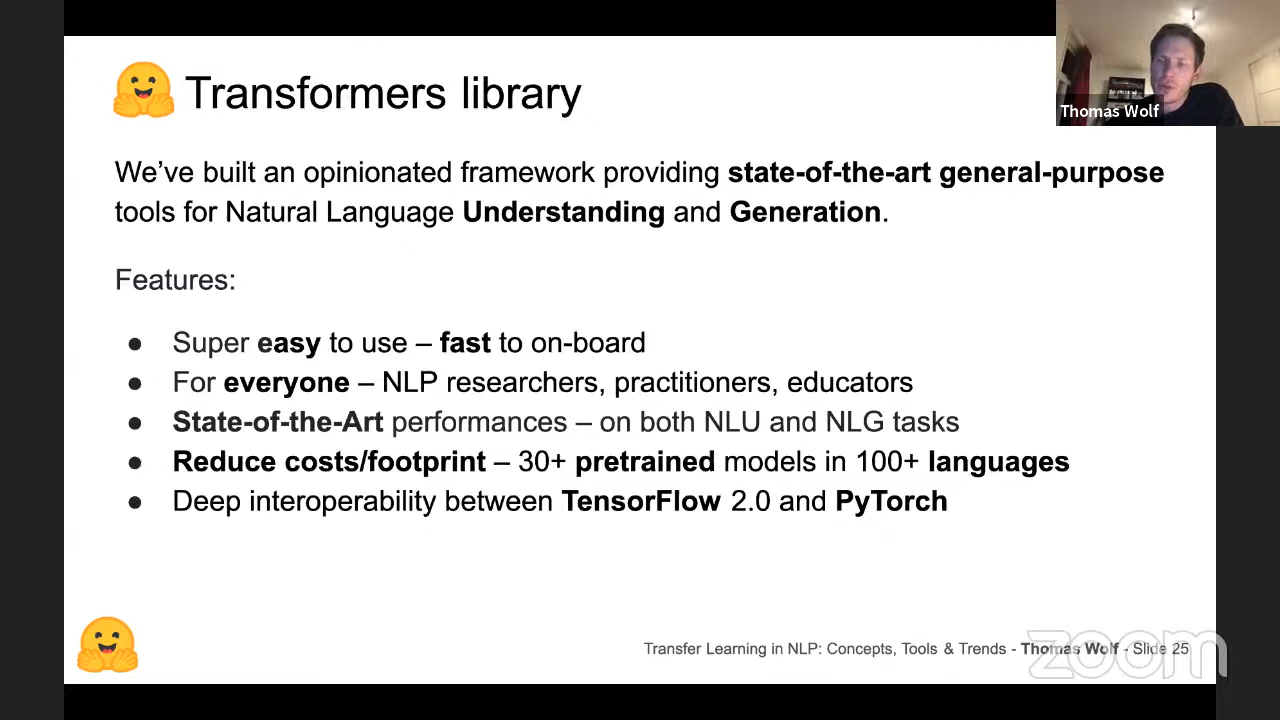 Transformers library
Thomas Wolf
We’ve built an opinionated framework providing state-of-the-art general-purpose
tools for Natural Language Understanding and Generation.
Features:
● Super easy to use – fast to on-board
● For everyone – NLP researchers, practitioners, educators
● State-of-the-Art performances – on both NLU and NLG tasks
● Reduce costs/footprint – 30+ pretrained models in 100+ languages
● Deep interoperability between TensorFlow 2.0 and PyTorch
Transfer Learning in NLP: Concepts, Tools & Trends - Thomas Wolf - Slide 25
zoom